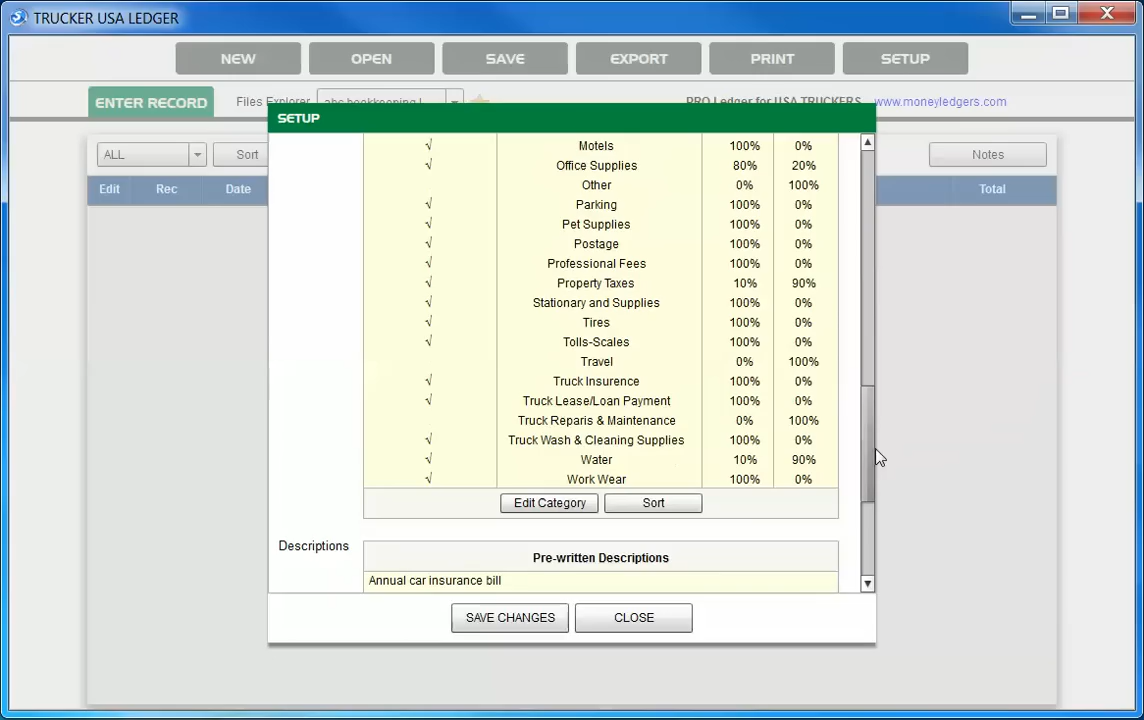 TRUCKER USA LEDGER
NEW OPEN SAVE EXPORT PRINT SETUP
ENTER RECORD Files Explorer abc bookkeeping PRO Ledger for USA TRUCKERS www.moneyledgers.com
SETUP
ALL Sort Notes
Edit Rec Date Total
√ Motels 100% 0%
√ Office Supplies 80% 20%
Other 0% 100%
√ Parking 100% 0%
√ Pet Supplies 100% 0%
√ Postage 100% 0%
√ Professional Fees 100% 0%
√ Property Taxes 10% 90%
√ Stationary and Supplies 100% 0%
√ Tires 100% 0%
√ Tolls-Scales 100% 0%
Travel 0% 100%
√ Truck Insurence 100% 0%
√ Truck Lease/Loan Payment 100% 0%
Truck Reparis & Maintenance 0% 100%
√ Truck Wash & Cleaning Supplies 100% 0%
√ Water 10% 90%
√ Work Wear 100% 0%
Edit Category Sort
Descriptions
Pre-written Descriptions
Annual car insurance bill
SAVE CHANGES CLOSE